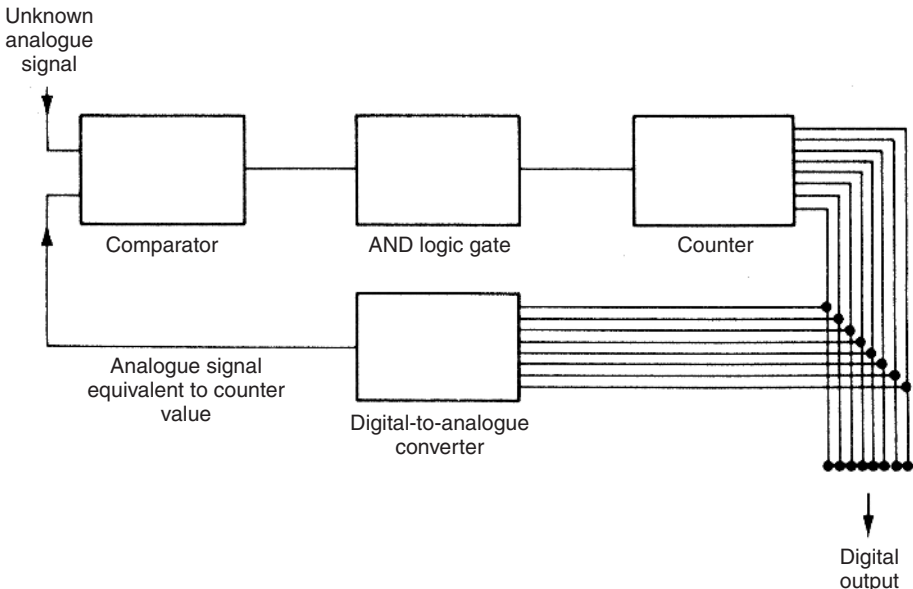 Unknown
analogue
signal
Comparator
AND logic gate
Counter
Analogue signal
equivalent to counter
value
Digital-to-analogue
converter
Digital
output